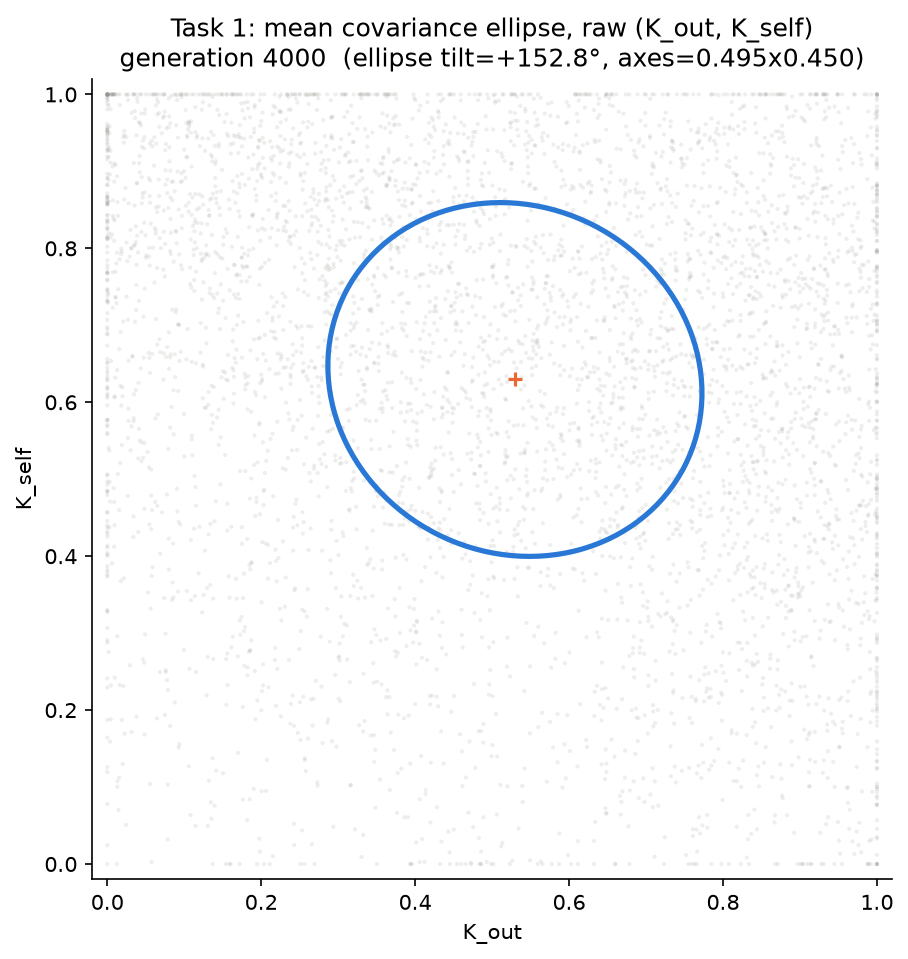 Task 1: mean covariance ellipse, raw (K_out, K_self)
generation 4000  (ellipse tilt=+152.8°, axes=0.495x0.450)
1.0
0.8
0.6
0.4
0.2
0.0
K_self
0.0 0.2 0.4 0.6 0.8 1.0
K_out